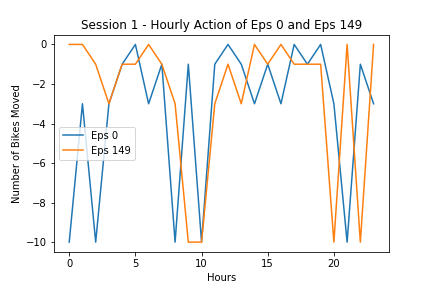 Session 1 - Hourly Action of Eps 0 and Eps 149
Number of Bikes Moved
0
−2
−4
−6
−8
−10
Eps 0
Eps 149
0 5 10 15 20
Hours